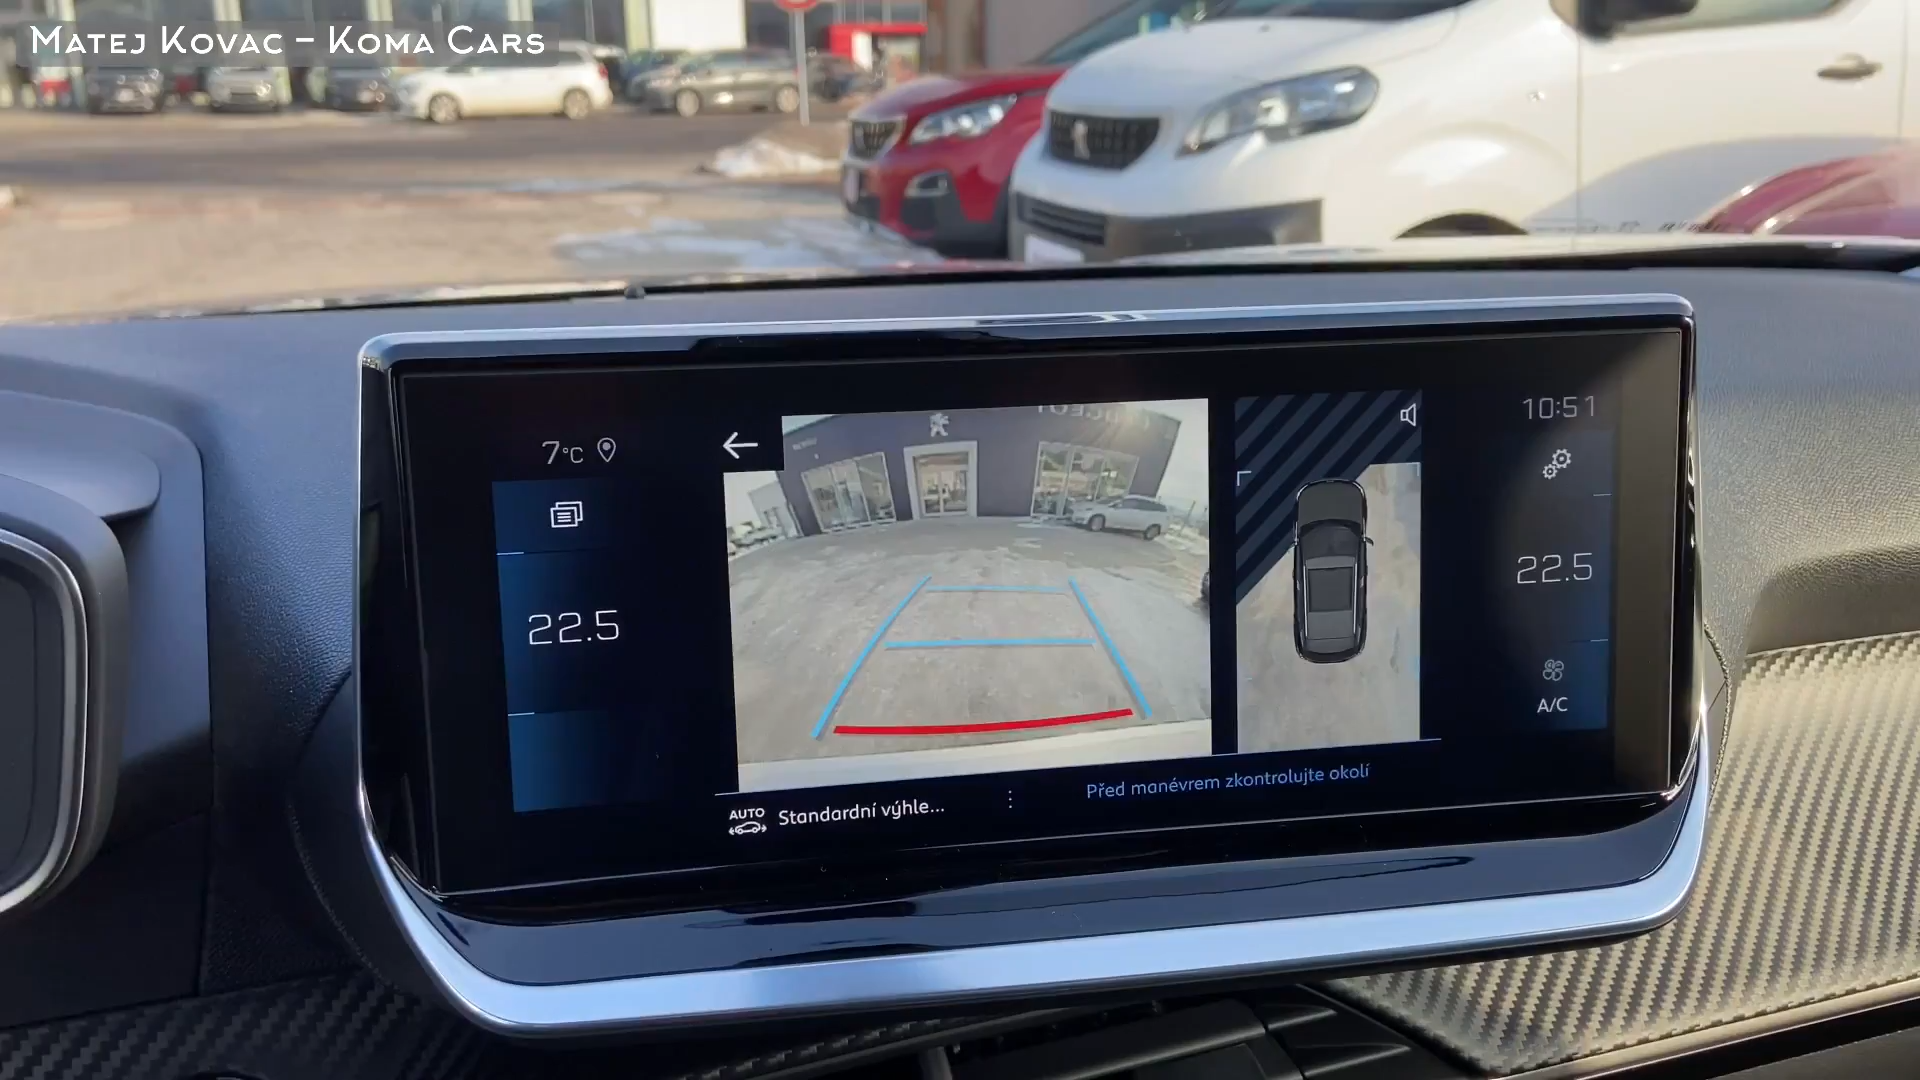 Matej Kovac – Koma Cars
7°C
10:51
22.5
22.5
A/C
AUTO
Standardní výhle...
Před manévrem zkontrolujte okolí